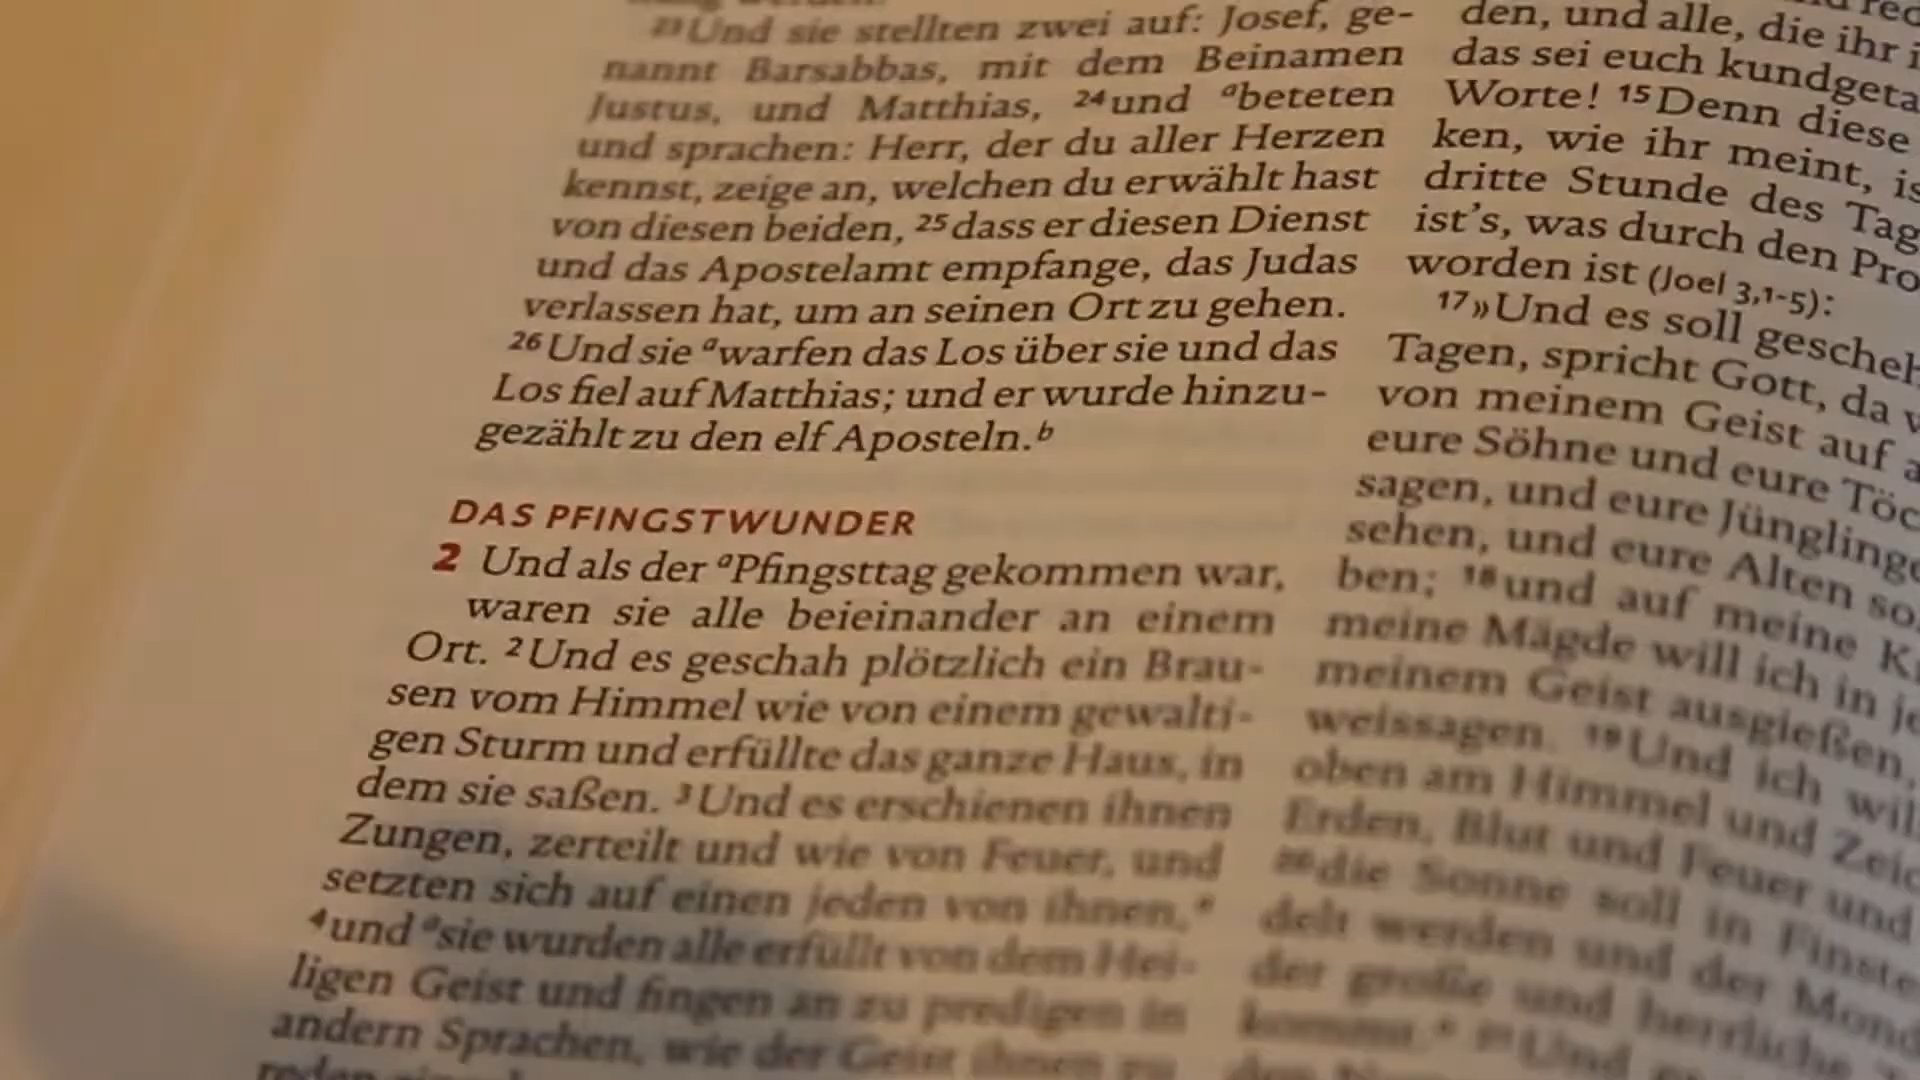 ²³Und sie stellten zwei auf: Josef, ge-
nannt Barsabbas, mit dem Beinamen
Justus, und Matthias, ²⁴und ᵃbeteten
und sprachen: Herr, der du aller Herzen
kennst, zeige an, welchen du erwählt hast
von diesen beiden, ²⁵dass er diesen Dienst
und das Apostelamt empfange, das Judas
verlassen hat, um an seinen Ort zu gehen.
²⁶Und sie ᵃwarfen das Los über sie und das
Los fiel auf Matthias; und er wurde hinzu-
gezählt zu den elf Aposteln.ᵇ
DAS PFINGSTWUNDER
2 Und als der ᵃPfingsttag gekommen war,
waren sie alle beieinander an einem
Ort. ²Und es geschah plötzlich ein Brau-
sen vom Himmel wie von einem gewalti-
gen Sturm und erfüllte das ganze Haus, in
dem sie saßen. ³Und es erschienen ihnen
Zungen, zerteilt und wie von Feuer, und
setzten sich auf einen jeden von ihnen,
⁴und ᵃsie wurden alle erfüllt von dem Hei-
ligen Geist und fingen an zu predigen in
andern Sprachen, wie der Geist ihnen zu
den, und alle, die ihr
das sei euch kundgeta
Worte! ¹⁵Denn diese
ken, wie ihr meint,
dritte Stunde des Tag
ist's, was durch den Pro
worden ist (Joel 3,1-5):
¹⁷»Und es soll gescheh
Tagen, spricht Gott, da
von meinem Geist auf
eure Söhne und eure Töc
sagen, und eure Jünglinge
sehen, und eure Alten so
ben; ¹⁸und auf meine
meine Mägde will ich in
meinem Geist ausgießen,
weissagen. ¹⁹Und ich will
oben am Himmel und Zeic
Erden, Blut und Feuer und
²⁰die Sonne soll in Finste
delt werden und der Mond
der große und herrliche
komme. ²¹Und